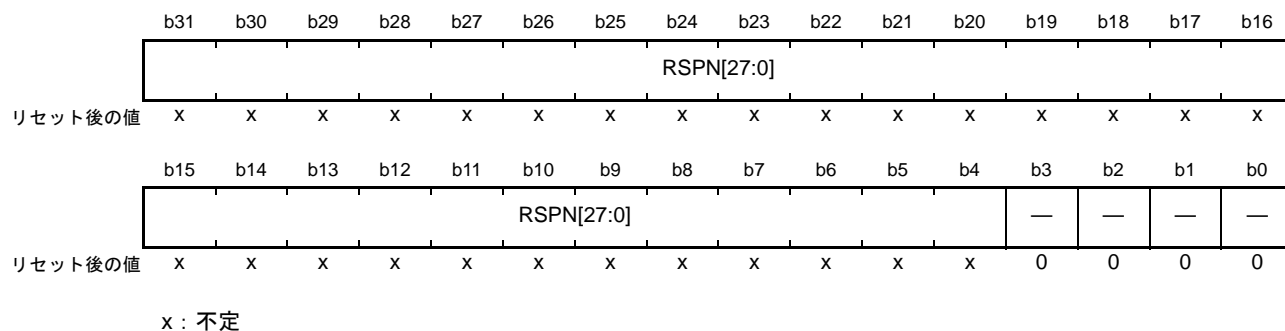 b31 b30 b29 b28 b27 b26 b25 b24 b23 b22 b21 b20 b19 b18 b17 b16
RSPN[27:0]
リセット後の値 x x x x x x x x x x x x x x x x
b15 b14 b13 b12 b11 b10 b9 b8 b7 b6 b5 b4 b3 b2 b1 b0
RSPN[27:0] — — — —
リセット後の値 x x x x x x x x x x x x 0 0 0 0
x : 不定